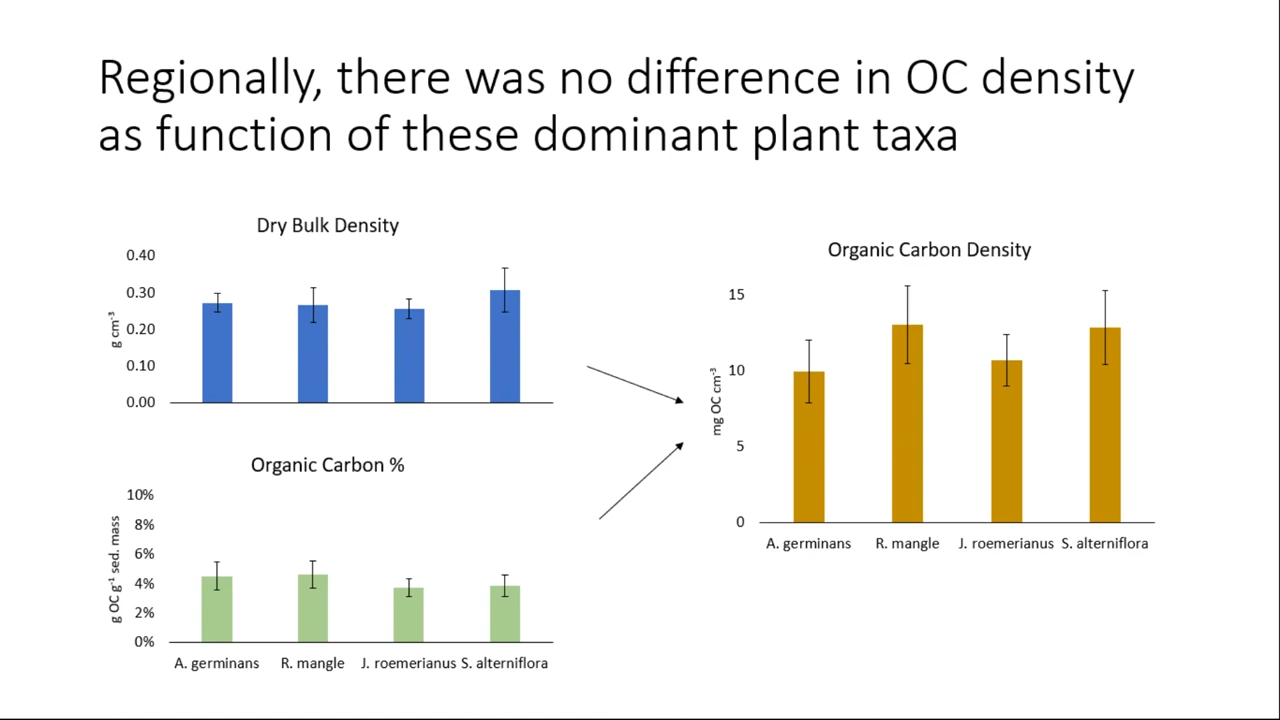 Regionally, there was no difference in OC density
as function of these dominant plant taxa
Dry Bulk Density
0.40
0.30
0.20
0.10
0.00
g cm⁻³
Organic Carbon %
10%
8%
6%
4%
2%
0%
g OC g⁻¹ sed. mass
A. germinans R. mangle J. roemerianus S. alterniflora
Organic Carbon Density
15
10
5
0
mg OC cm⁻³
A. germinans R. mangle J. roemerianus S. alterniflora